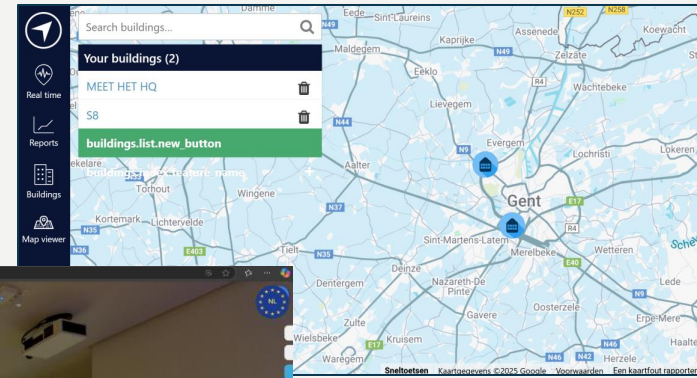 Search buildings...
Your buildings (2)
MEET HET HQ
S8
buildings.list.new_button
Real time
Reports
Buildings
Map viewer
Damme
Eede
Sint-Laureins
N49
Maldegem
Kaprijke
Assenede
N252
N258
Koewacht
N49
Zelzate
Eeklo
R4
Wachtebeke
Lievegem
N44
N9
Evergem
Lochristi
Lokeren
Aalter
Torhout
Wingene
N37
Gent
E17
Kortemark
Lichtervelde
N35
R4
Sint-Martens-Latem
Merelbeke
Wetteren
N36
E403
Tielt
N35
E40
Deinze
Nazareth-De
Pinte
Dentergem
N9
Lede
Oosterzele
Zulte
Gavere
Erpe-Mere
Wielsbeke
E17
Kruisem
N46
Waregem
N46
N42
Herzele
Sneltoetsen
Kaartgegevens ©2025 Google
Voorwaarden
Een kaartfout rapporteren
NL